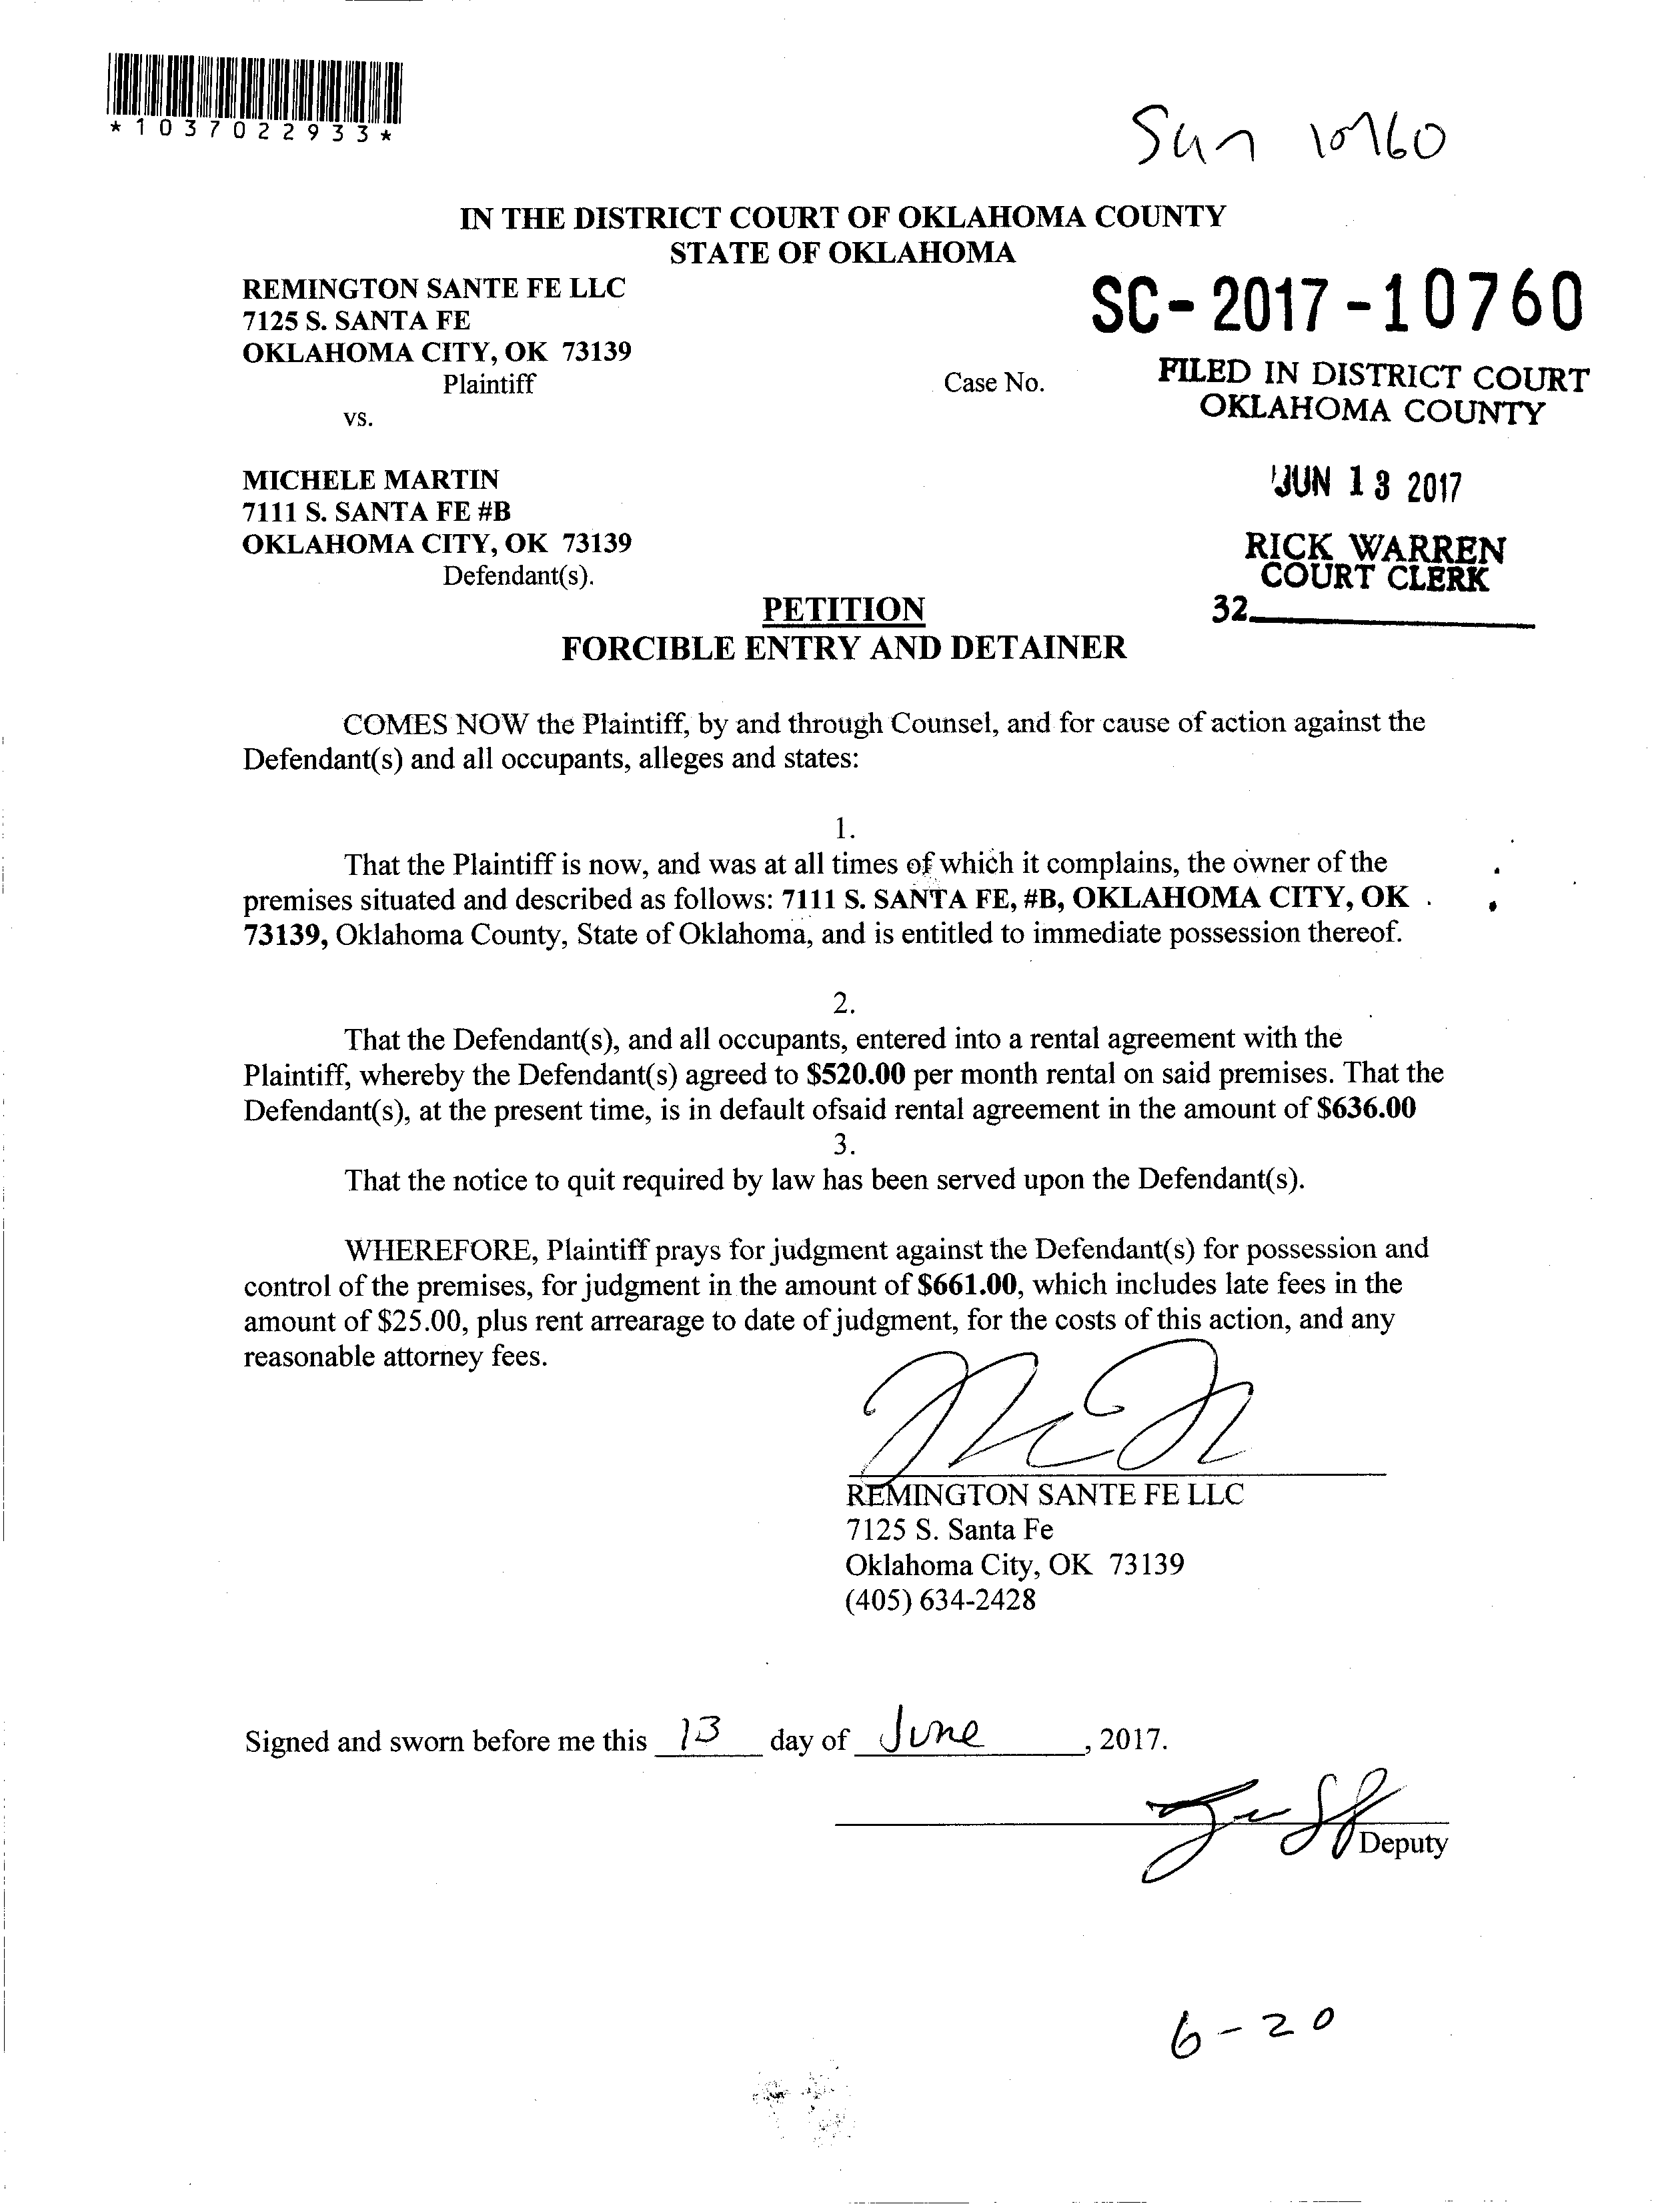 *1037022933*
IN THE DISTRICT COURT OF OKLAHOMA COUNTY
STATE OF OKLAHOMA
REMINGTON SANTE FE LLC
7125 S. SANTA FE
OKLAHOMA CITY, OK 73139
Plaintiff
vs.
Case No.
SC-2017-10760
FILED IN DISTRICT COURT
OKLAHOMA COUNTY
JUN 13 2017
RICK WARREN
COURT CLERK
32
MICHELE MARTIN
7111 S. SANTA FE #B
OKLAHOMA CITY, OK 73139
Defendant(s).
PETITION
FORCIBLE ENTRY AND DETAINER
COMES NOW the Plaintiff, by and through Counsel, and for cause of action against the
Defendant(s) and all occupants, alleges and states:
1.
That the Plaintiff is now, and was at all times of which it complains, the owner of the
premises situated and described as follows: 7111 S. SANTA FE, #B, OKLAHOMA CITY, OK
73139, Oklahoma County, State of Oklahoma, and is entitled to immediate possession thereof.
2.
That the Defendant(s), and all occupants, entered into a rental agreement with the
Plaintiff, whereby the Defendant(s) agreed to $520.00 per month rental on said premises. That the
Defendant(s), at the present time, is in default ofsaid rental agreement in the amount of $636.00
3.
That the notice to quit required by law has been served upon the Defendant(s).
WHEREFORE, Plaintiff prays for judgment against the Defendant(s) for possession and
control of the premises, for judgment in the amount of $661.00, which includes late fees in the
amount of $25.00, plus rent arrearage to date of judgment, for the costs of this action, and any
reasonable attorney fees.
REMINGTON SANTE FE LLC
7125 S. Santa Fe
Oklahoma City, OK 73139
(405) 634-2428
Signed and sworn before me this 13 day of June, 2017.
Deputy
6-20